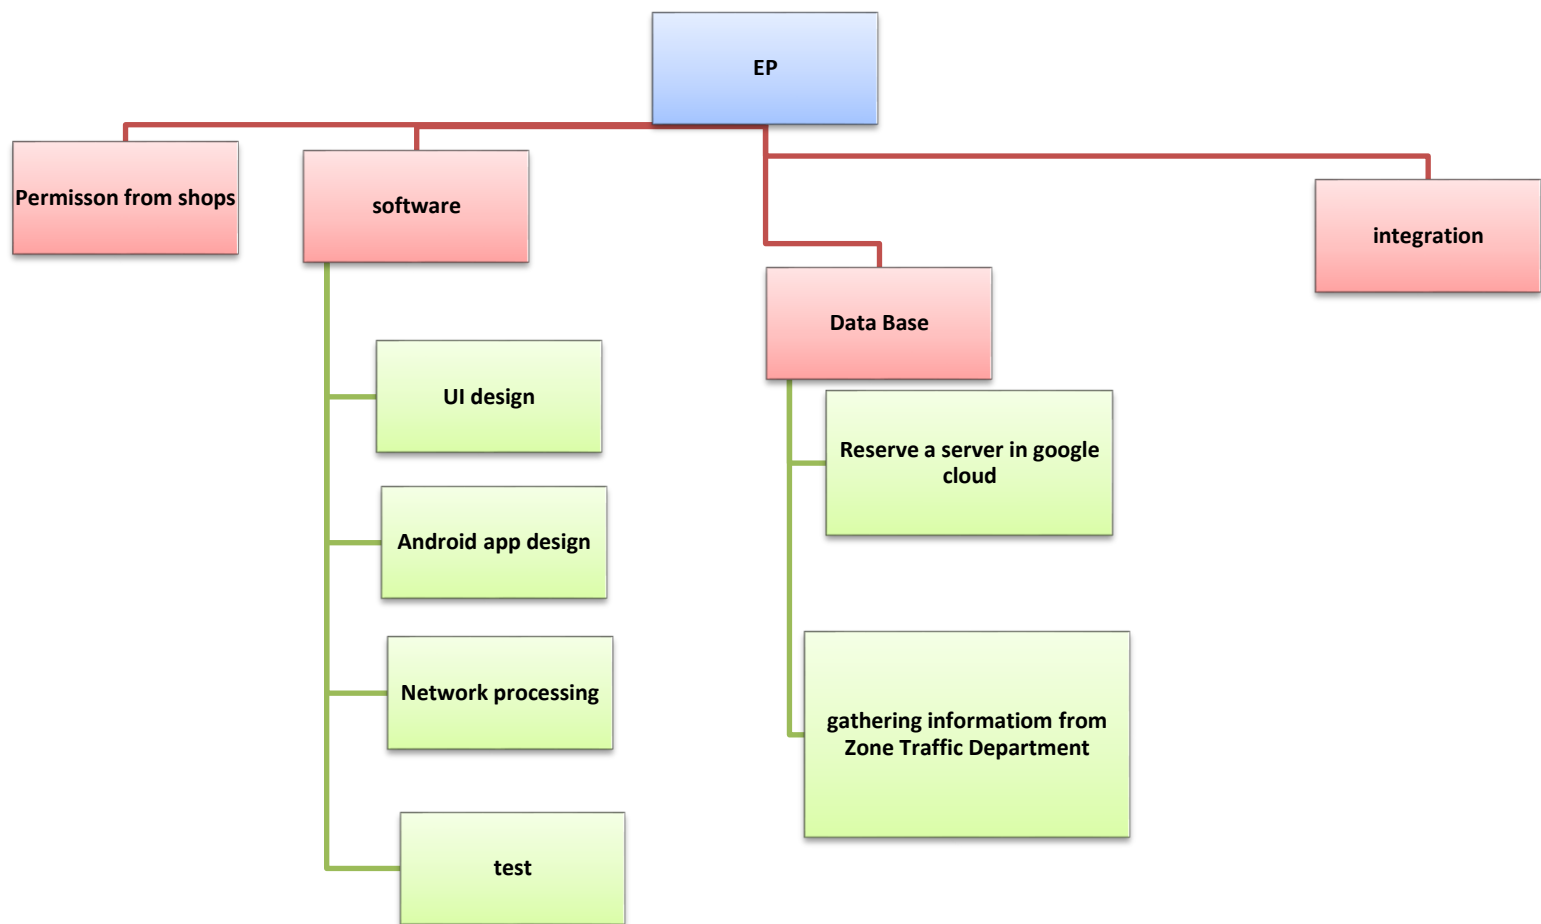 EP
Permisson from shops
software
integration
Data Base
UI design
Reserve a server in google
cloud
Android app design
Network processing
gathering informatiom from
Zone Traffic Department
test